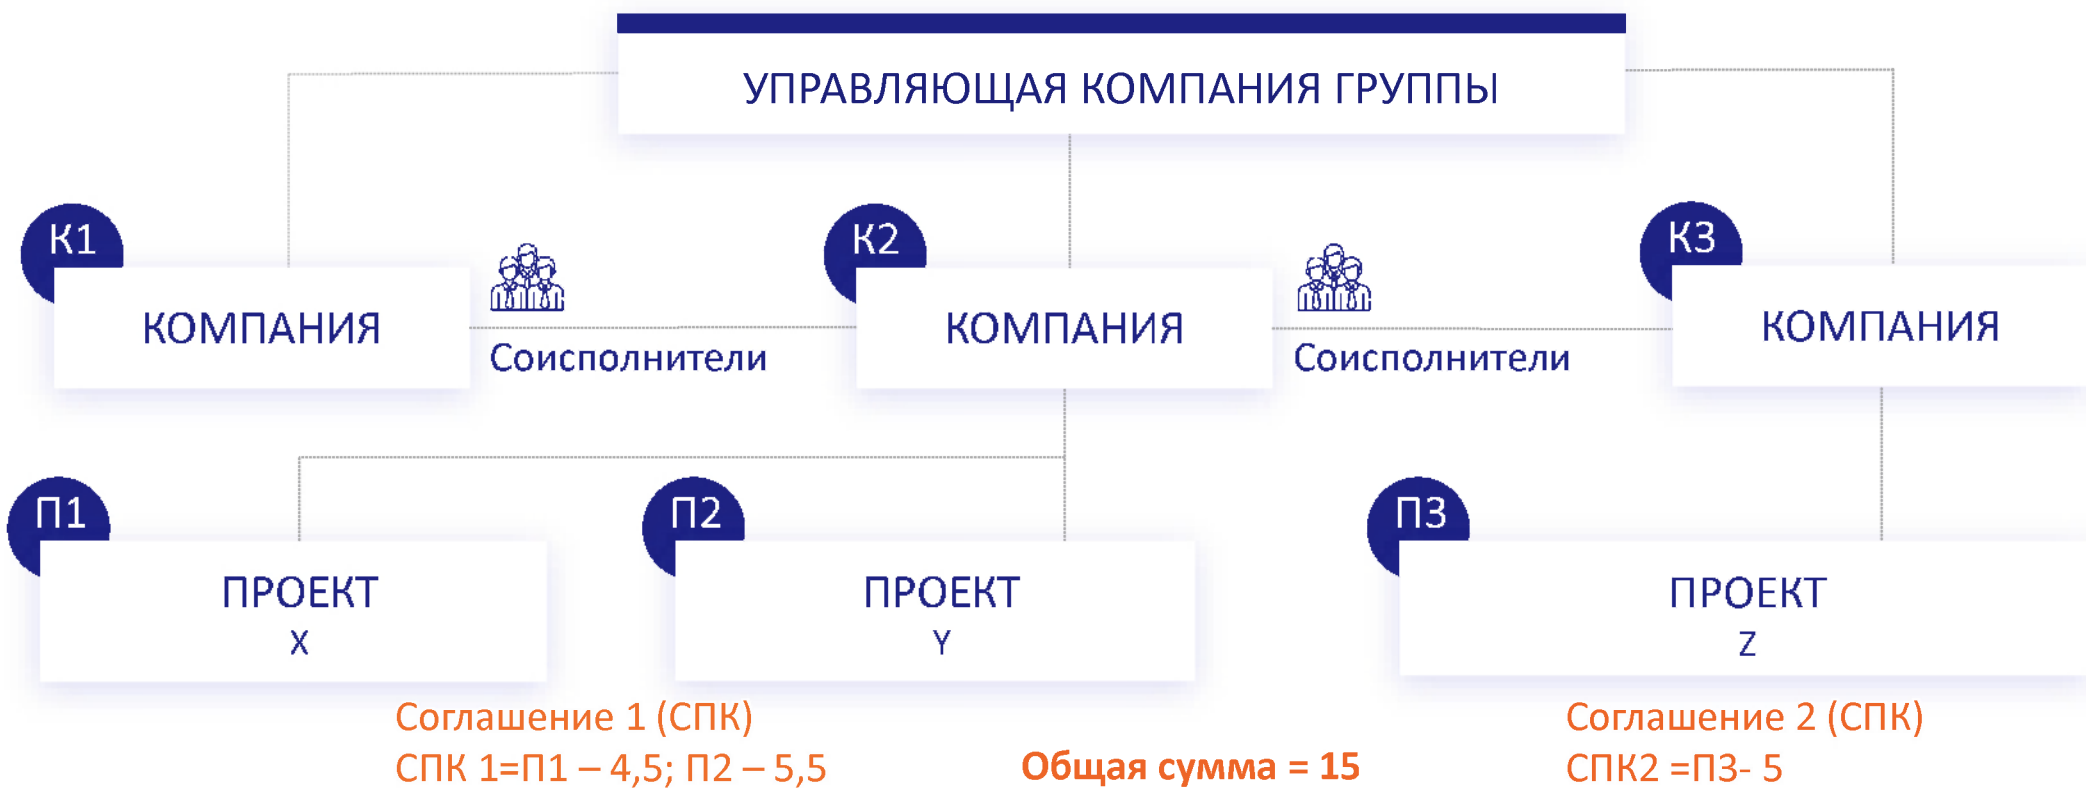 УПРАВЛЯЮЩАЯ КОМПАНИЯ ГРУППЫ
К1
КОМПАНИЯ
Соисполнители
К2
КОМПАНИЯ
Соисполнители
К3
КОМПАНИЯ
П1
ПРОЕКТ
X
П2
ПРОЕКТ
Y
П3
ПРОЕКТ
Z
Соглашение 1 (СПК)
СПК 1=П1 – 4,5; П2 – 5,5
Общая сумма = 15
Соглашение 2 (СПК)
СПК2 =П3- 5